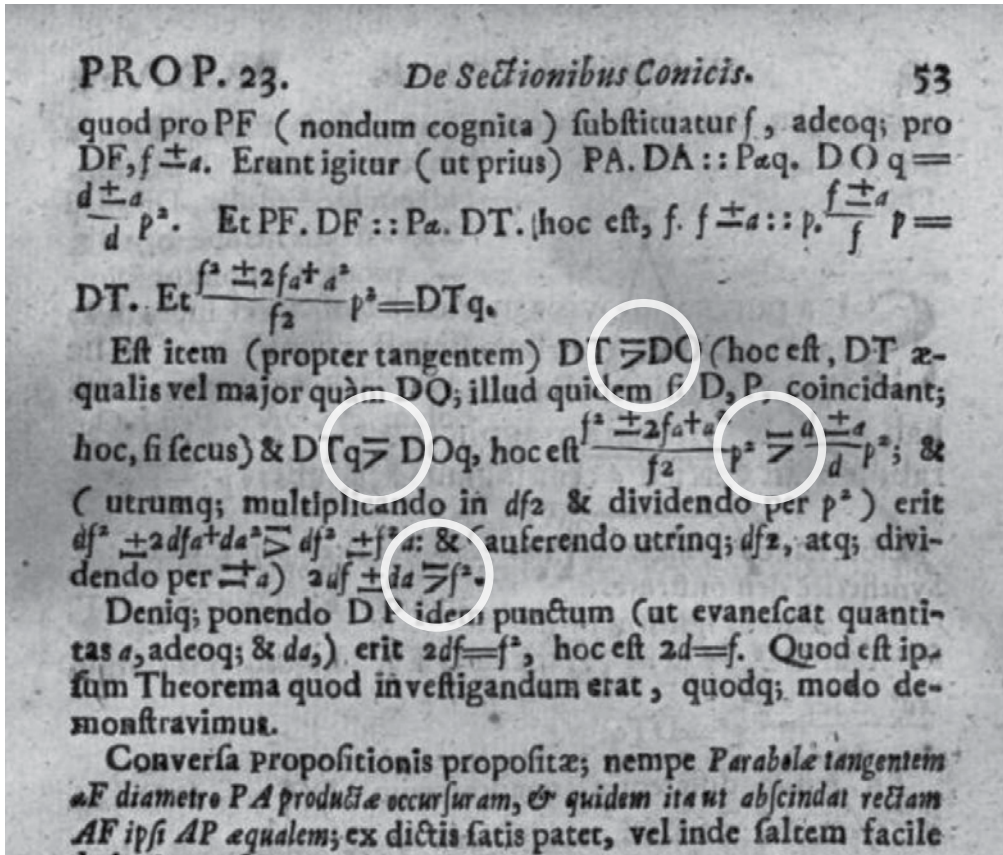 PROP. 23. De Sectionibus Conicis. 53
quod pro PF ( nondum cognita ) ſubſtituatur f, adeoq; pro
DF, f ± a. Erunt igitur ( ut prius) PA. DA :: Pαq. DO q =
(d ± a)/d p². Et PF. DF :: Pα. DT. (hoc eſt, f. f ± a :: p. (f ± a)/f p =
DT. Et (f² ± 2fa + a²)/f2 p² = DTq.
Eſt item (propter tangentem) DT ⩾ DO (hoc eſt, DT æ-
qualis vel major quàm DO; illud quidem ſi D, P, coincidant;
hoc, ſi ſecus) & DTq ⩾ DOq, hoc eſt (f² ± 2fa + a²)/f2 p² ⩾ (d ± a)/d p²; &
( utrumq; multiplicando in df2 & dividendo per p² ) erit
df² ± 2dfa + da² ⩾ df² ± f²a: & (auferendo utrinq; df2, atq; divi-
dendo per ± a) 2df ± da ⩾ f².
Deniq; ponendo D P idem punctum (ut evaneſcat quanti-
tas a, adeoq; & da,) erit 2df = f², hoc eſt 2d = f. Quod eſt ip-
ſum Theorema quod inveſtigandum erat, quodq; modo de-
monſtravimus.
Converſa Propoſitionis propoſitæ; nempe Parabolæ tangentem
αF diametro PA productæ occurſuram, & quidem ita ut abſcindat rectam
AF ipſi AP æqualem; ex dictis ſatis patet, vel inde ſaltem facile